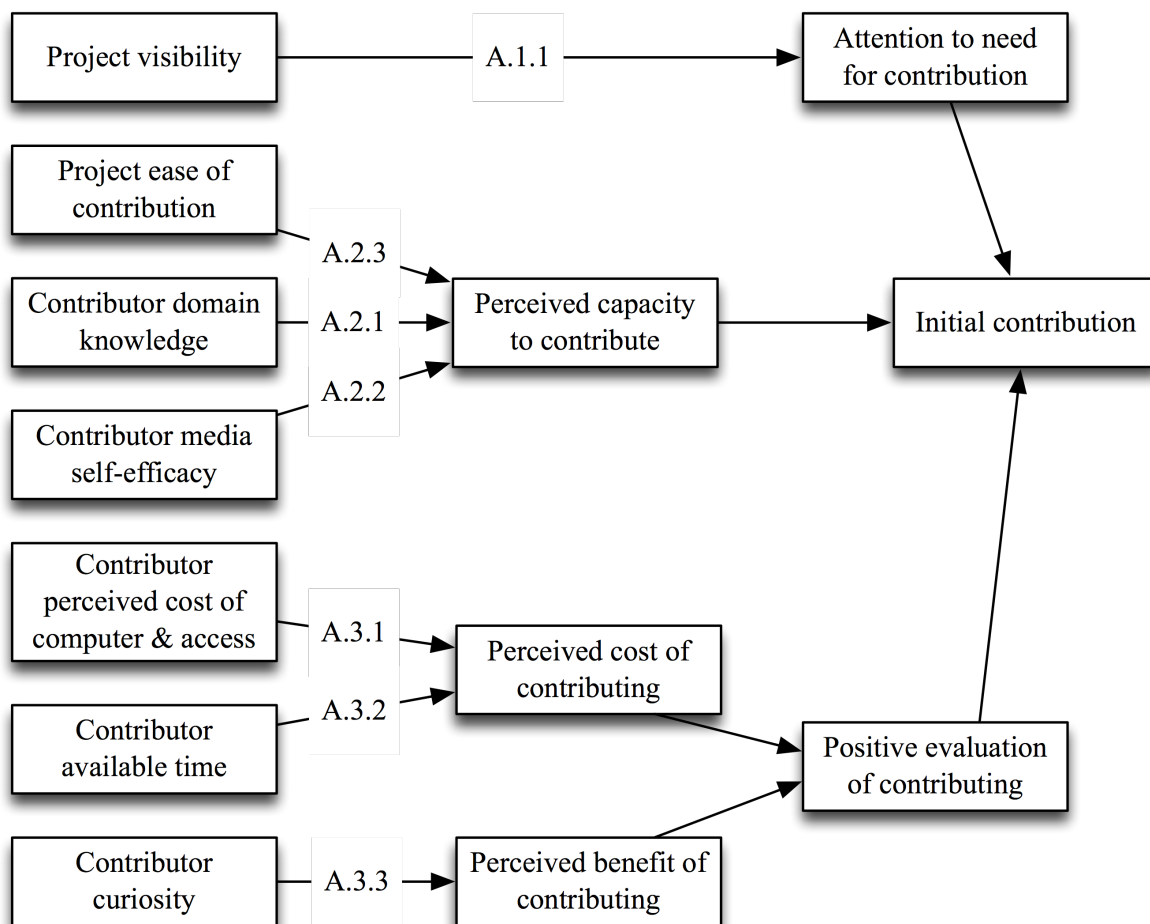 Project visibility
A.1.1
Attention to need
for contribution
Project ease of
contribution
A.2.3
Contributor domain
knowledge
A.2.1
Perceived capacity
to contribute
Initial contribution
A.2.2
Contributor media
self-efficacy
Contributor
perceived cost of
computer & access
A.3.1
Perceived cost of
contributing
A.3.2
Contributor
available time
Positive evaluation
of contributing
Contributor
curiosity
A.3.3
Perceived benefit of
contributing